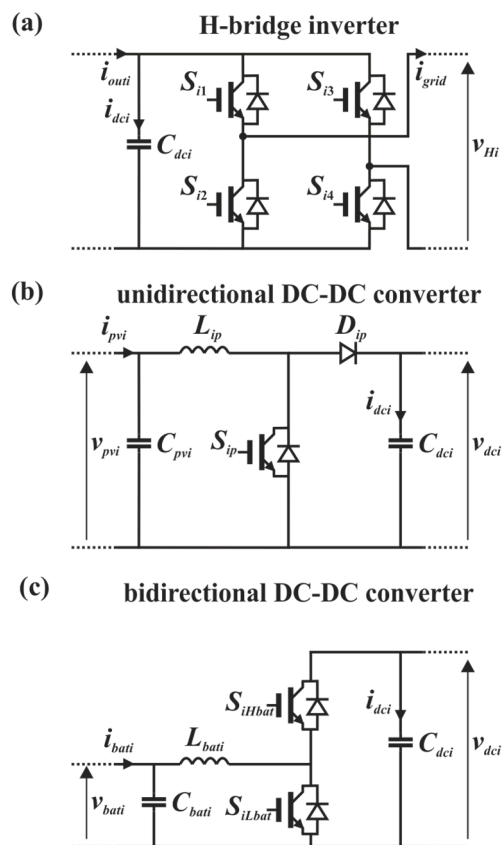 (a) H-bridge inverter
i_outi S_i1 S_i3 i_grid
i_dci
C_dci v_Hi
S_i2 S_i4
(b) unidirectional DC-DC converter
i_pvi L_ip D_ip
i_dci
v_pvi C_pvi S_ip C_dci v_dci
(c) bidirectional DC-DC converter
S_iHbat i_dci
i_bati L_bati C_dci v_dci
v_bati C_bati S_iLbat